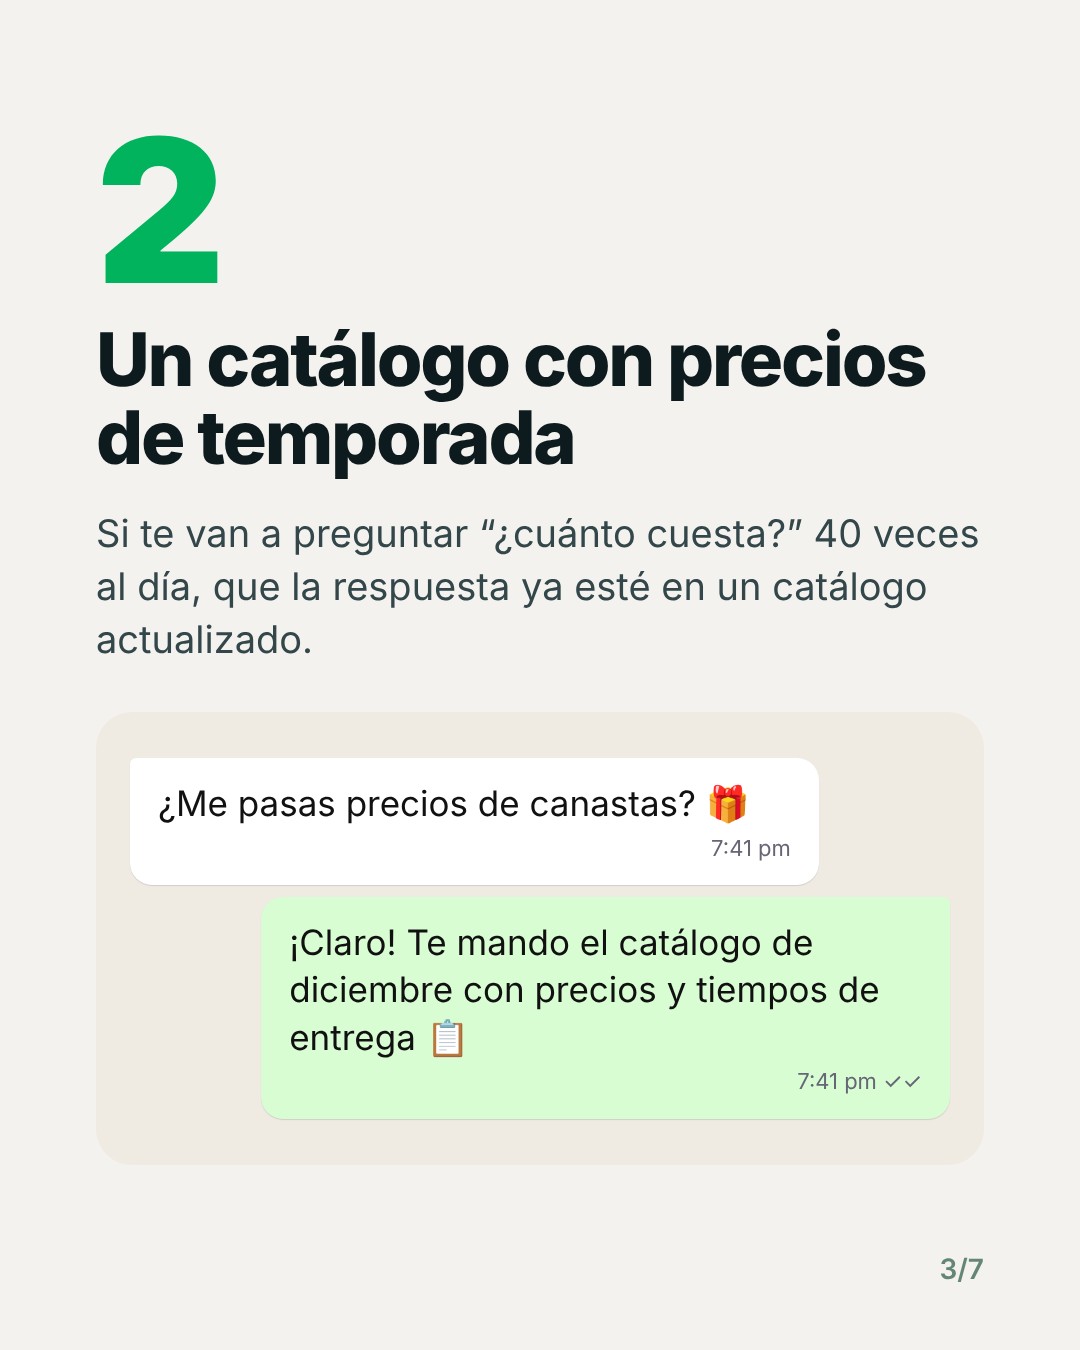 2
Un catálogo con precios
de temporada
Si te van a preguntar “¿cuánto cuesta?” 40 veces
al día, que la respuesta ya esté en un catálogo
actualizado.
¿Me pasas precios de canastas? 🎁
7:41 pm
¡Claro! Te mando el catálogo de
diciembre con precios y tiempos de
entrega 📋
7:41 pm ✓✓
3/7